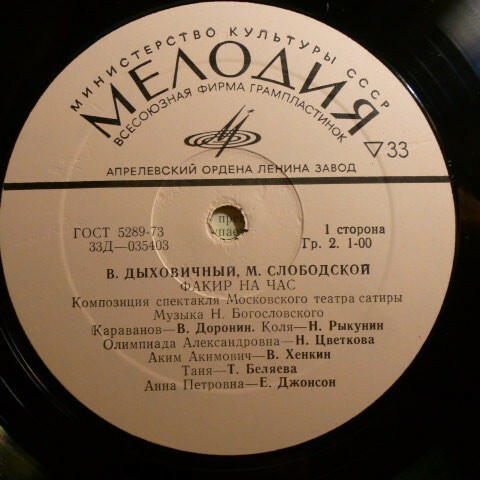 МИНИСТЕРСТВО КУЛЬТУРЫ СССР
МЕЛОДИЯ
ВСЕСОЮЗНАЯ ФИРМА ГРАМПЛАСТИНОК
▽33
АПРЕЛЕВСКИЙ ОРДЕНА ЛЕНИНА ЗАВОД
ГОСТ 5289-73
33Д—035403
1 сторона
Гр. 2. 1-00
В. ДЫХОВИЧНЫЙ, М. СЛОБОДСКОЙ
ФАКИР НА ЧАС
Композиция спектакля Московского театра сатиры
Музыка Н. Богословского
Караванов—В. Доронин. Коля—Н. Рыкунин
Олимпиада Александровна—Н. Цветкова
Аким Акимович—В. Хенкин
Таня—Т. Беляева
Анна Петровна—Е. Джонсон